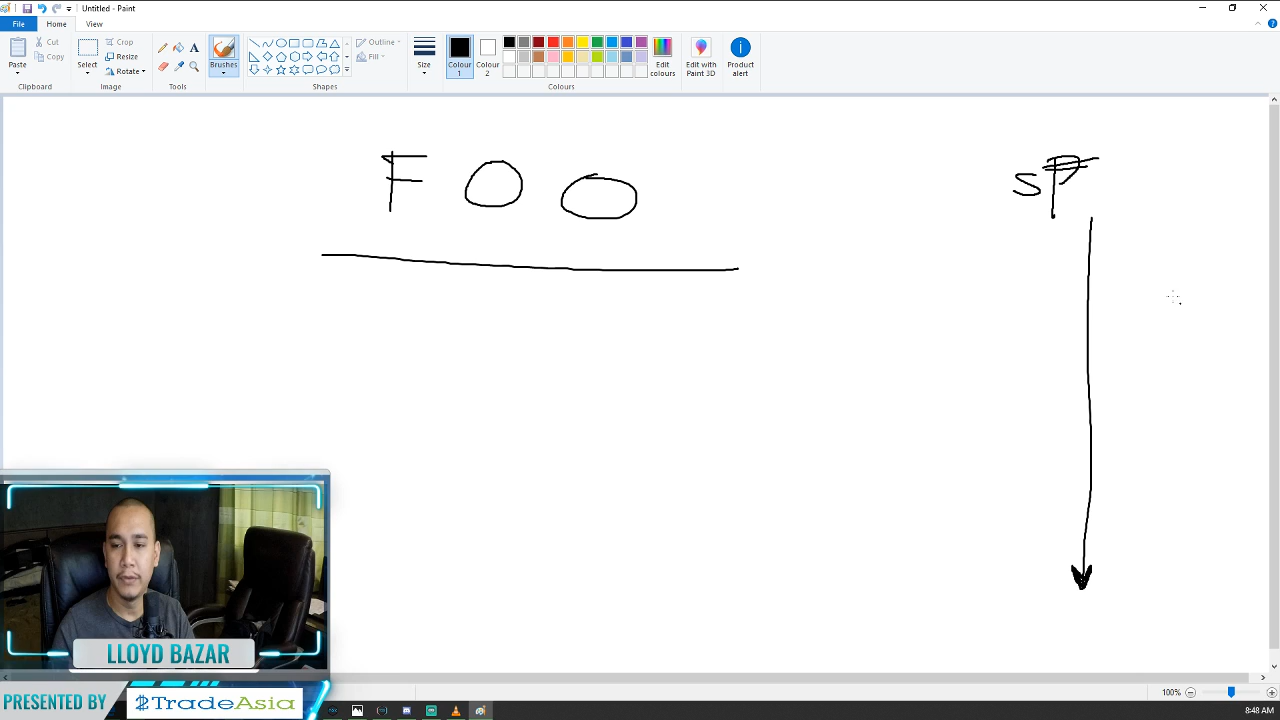 Untitled - Paint
File Home View
Paste
Cut
Copy
Clipboard
Select
Crop
Resize
Rotate
Image
A
Tools
Brushes
Outline
Fill
Shapes
Size
Colour 1
Colour 2
Edit colours
Colours
Edit with Paint 3D
Product alert
F O O
SP
LLOYD BAZAR
PRESENTED BY
TradeAsia
100%
8:48 AM